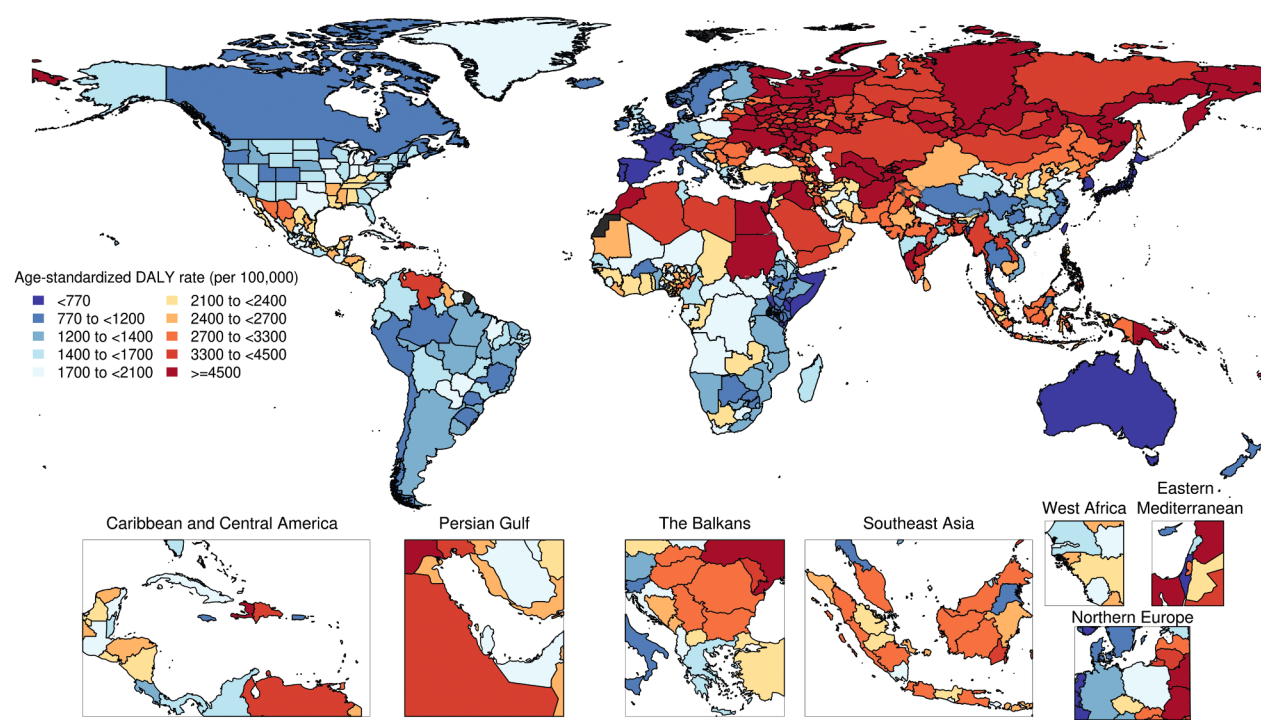 Age-standardized DALY rate (per 100,000)
<770
770 to <1200
1200 to <1400
1400 to <1700
1700 to <2100
2100 to <2400
2400 to <2700
2700 to <3300
3300 to <4500
>=4500
Caribbean and Central America
Persian Gulf
The Balkans
Southeast Asia
West Africa
Eastern
Mediterranean
Northern Europe